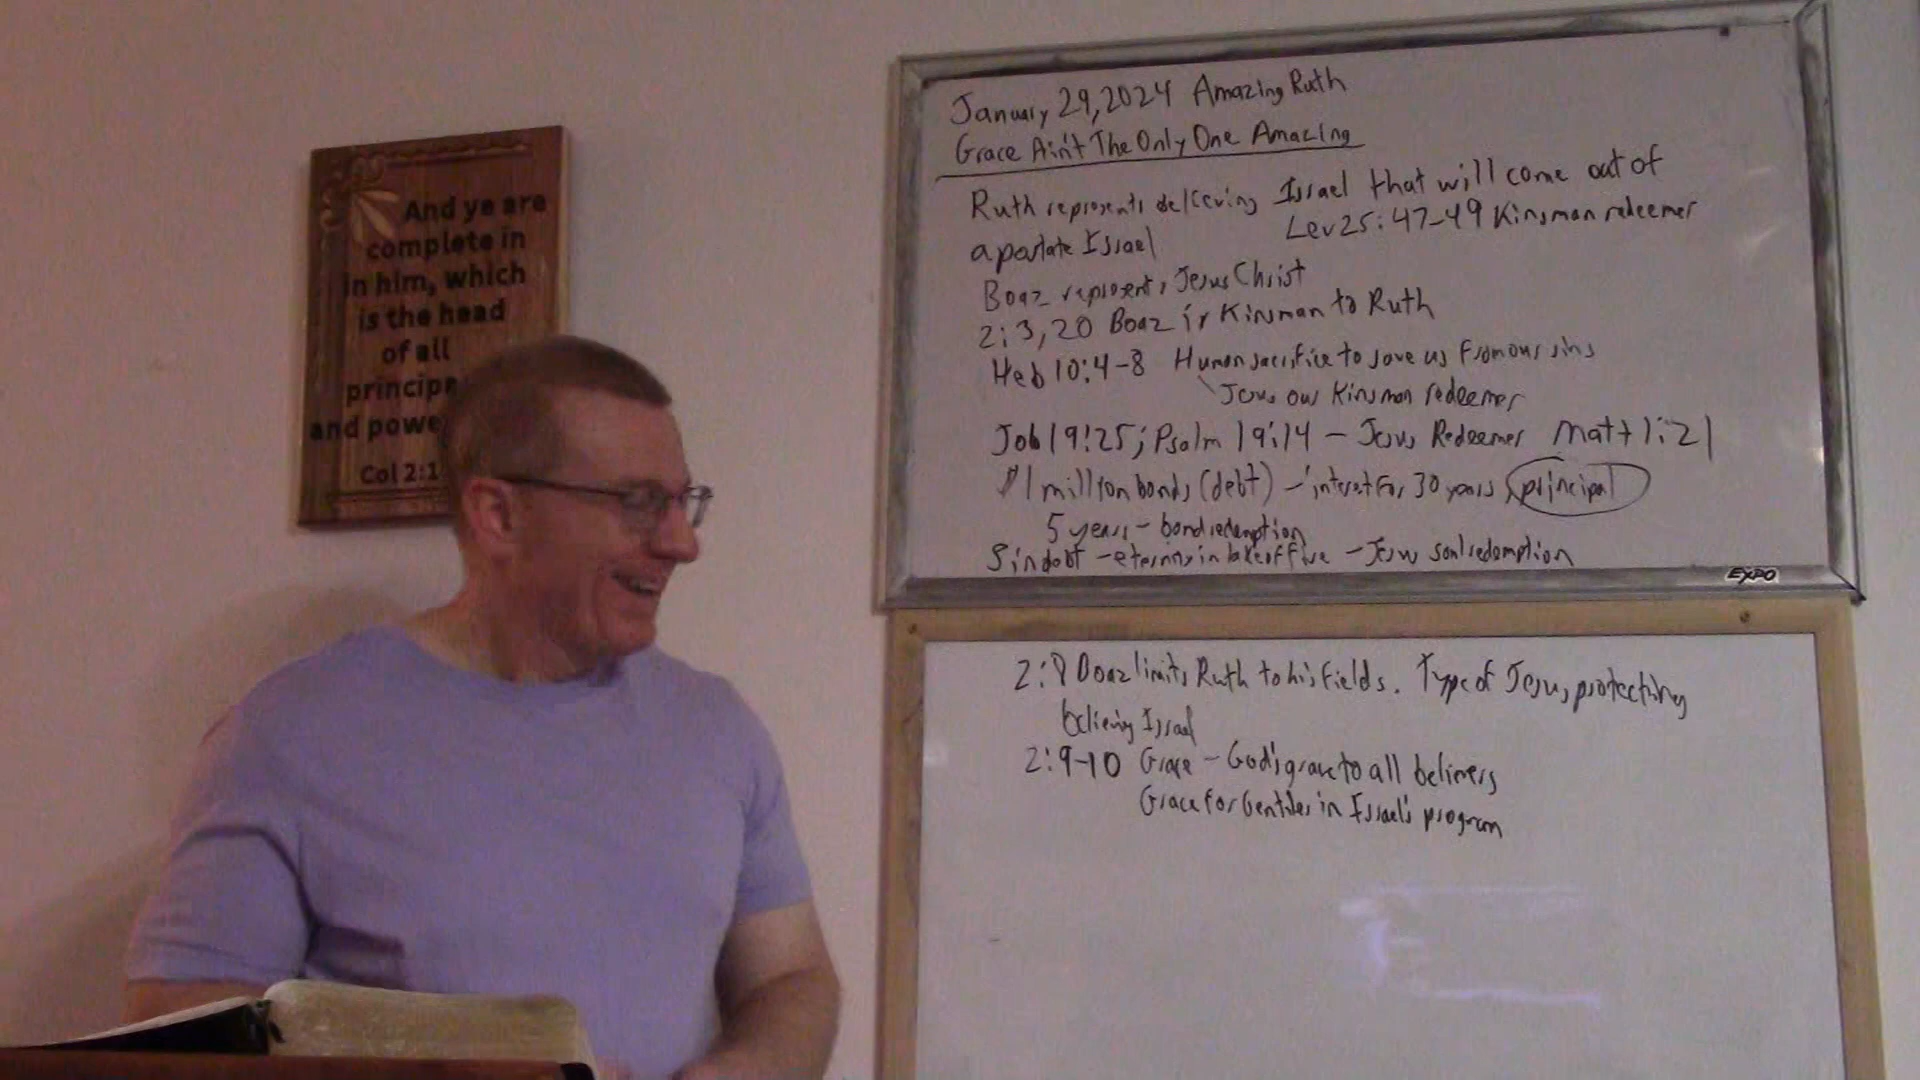 And ye are
complete in
in him, which
is the head
of all
and powe
Col 2:1
January 29, 2024 Amazing Ruth
Grace Ain't The Only One Amazing
Ruth represents believing Israel that will come out of
apostate Israel
Lev 25:47-49 Kinsman redeemer
Boaz represents Jesus Christ
2:3,20 Boaz is Kinsman to Ruth
Heb 10:4-8 Human sacrifice to save us from our sins
Jesus our Kinsman redeemer
Job 19:25; Psalm 19:14 - Jesus Redeemer Matt 1:21
$1 million bonds (debt) - interest for 30 years, principal
5 years - bond redemption
Sin debt - eternity in lake of fire - Jesus soul redemption
EXPO
2:8 Boaz limits Ruth to his fields. Type of Jesus protecting
believing Israel
2:9-10 Grace - God's grace to all believers
Grace for Gentiles in Israel's program